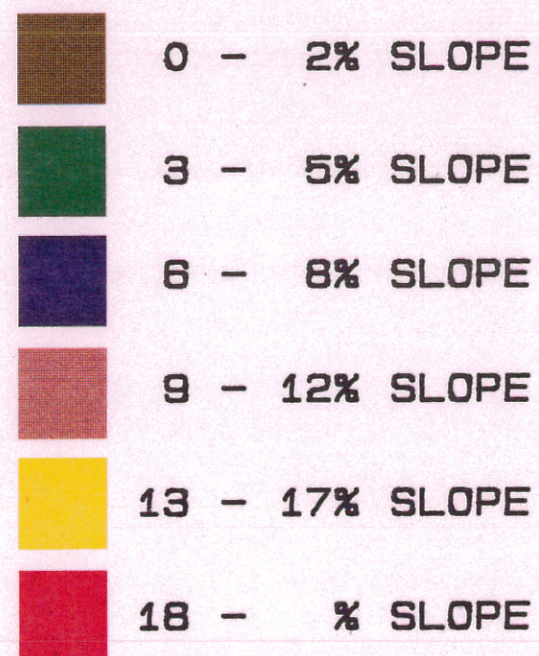 0 - 2% SLOPE
3 - 5% SLOPE
6 - 8% SLOPE
9 - 12% SLOPE
13 - 17% SLOPE
18 - % SLOPE